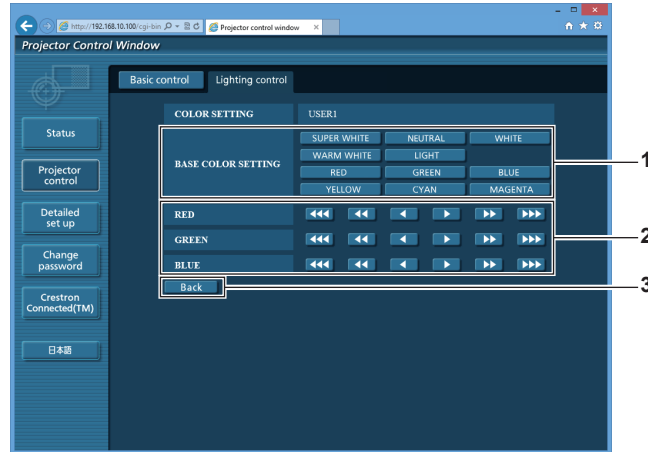 http://192.168.10.100/cgi-bin Projector control window ×
Projector Control Window
Basic control Lighting control
COLOR SETTING USER1
Status
BASE COLOR SETTING
SUPER WHITE NEUTRAL WHITE
WARM WHITE LIGHT
RED GREEN BLUE
YELLOW CYAN MAGENTA
1
Projector
control
Detailed
set up
RED
GREEN
BLUE
2
Change
password
Back
3
Crestron
Connected(TM)
日本語